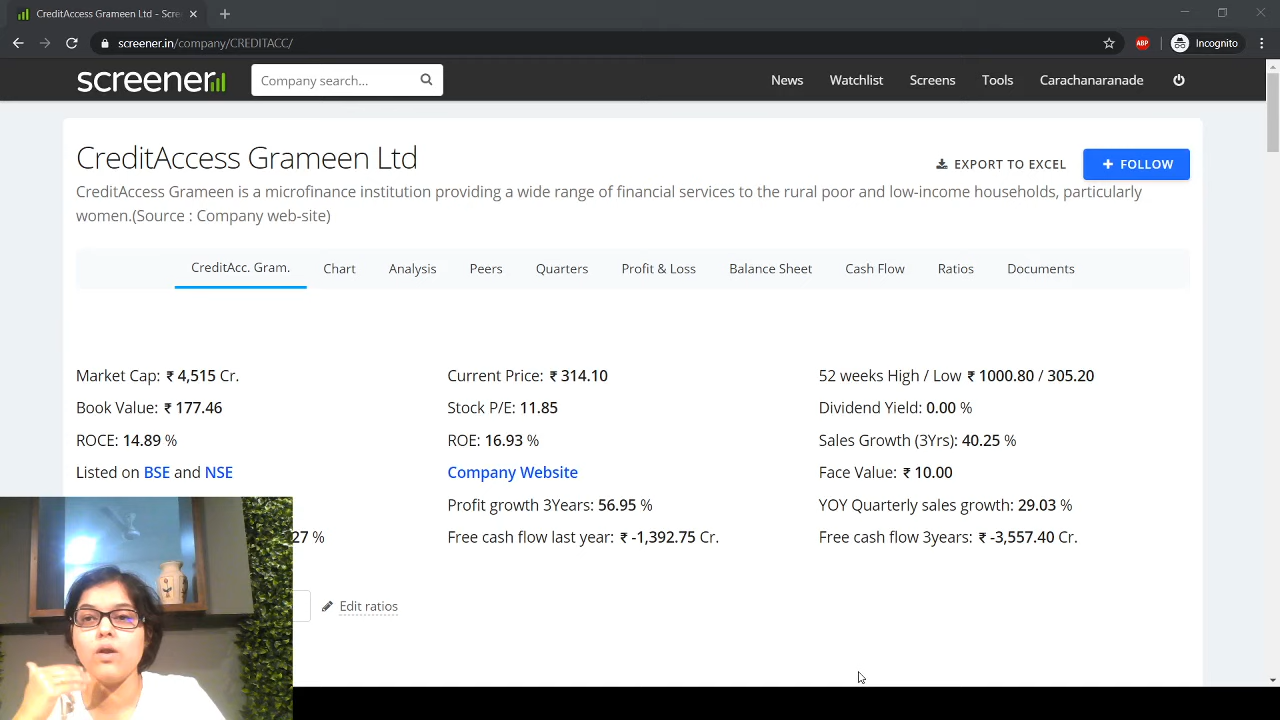 CreditAccess Grameen Ltd - Scre
screener.in/company/CREDITACC/
ABP
Incognito
screener
Company search...
News
Watchlist
Screens
Tools
Carachanaranade
CreditAccess Grameen Ltd
EXPORT TO EXCEL
+ FOLLOW
CreditAccess Grameen is a microfinance institution providing a wide range of financial services to the rural poor and low-income households, particularly
women.(Source : Company web-site)
CreditAcc. Gram.
Chart
Analysis
Peers
Quarters
Profit & Loss
Balance Sheet
Cash Flow
Ratios
Documents
Market Cap: ₹ 4,515 Cr.
Current Price: ₹ 314.10
52 weeks High / Low ₹ 1000.80 / 305.20
Book Value: ₹ 177.46
Stock P/E: 11.85
Dividend Yield: 0.00 %
ROCE: 14.89 %
ROE: 16.93 %
Sales Growth (3Yrs): 40.25 %
Listed on BSE and NSE
Company Website
Face Value: ₹ 10.00
Profit growth 3Years: 56.95 %
YOY Quarterly sales growth: 29.03 %
27 %
Free cash flow last year: ₹ -1,392.75 Cr.
Free cash flow 3years: ₹ -3,557.40 Cr.
Edit ratios